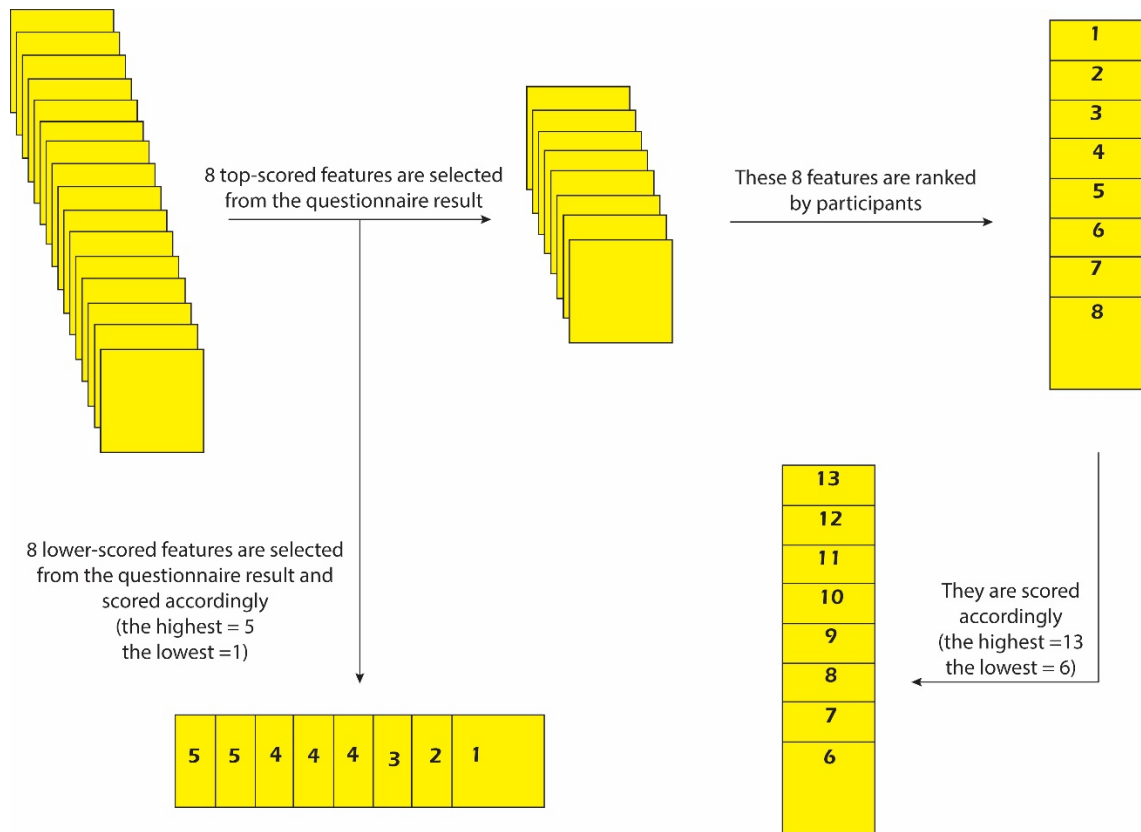 8 top-scored features are selected
from the questionnaire result
These 8 features are ranked
by participants
1
2
3
4
5
6
7
8
8 lower-scored features are selected
from the questionnaire result and
scored accordingly
(the highest = 5
the lowest =1)
13
12
11
10
9
8
7
6
They are scored
accordingly
(the highest =13
the lowest = 6)
5 5 4 4 4 3 2 1